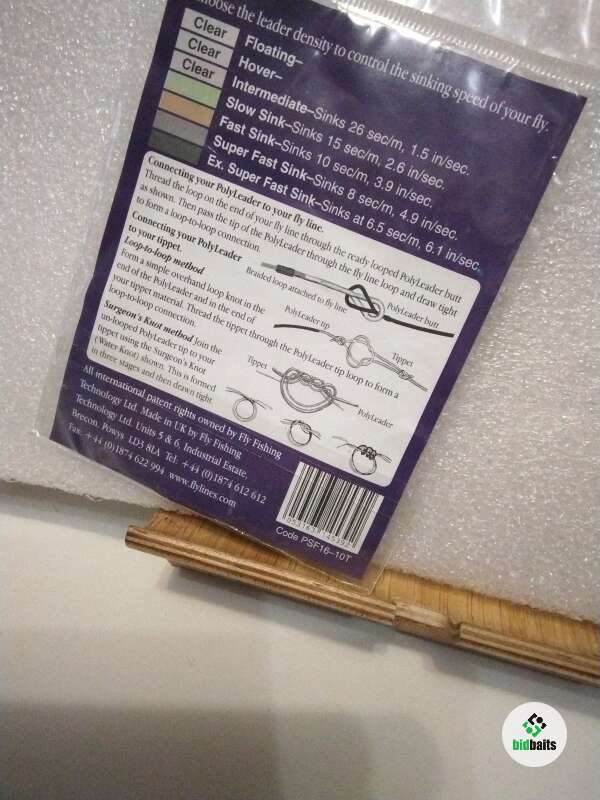 Choose the leader density to control the sinking speed of your fly.
Clear Floating–
Clear Hover–
Clear Intermediate–Sinks 26 sec/m, 1.5 in/sec.
Slow Sink–Sinks 15 sec/m, 2.6 in/sec.
Fast Sink–Sinks 10 sec/m, 3.9 in/sec.
Super Fast Sink–Sinks 8 sec/m, 4.9 in/sec.
Ex. Super Fast Sink–Sinks at 6.5 sec/m, 6.1 in/sec.
Connecting your PolyLeader to your fly line.
Thread the loop on the end of your fly line through the ready looped PolyLeader butt
as shown. Then pass the tip of the PolyLeader through the fly line loop and draw tight
to form a loop-to-loop connection.
Connecting your PolyLeader
to your tippet.
Loop-to-loop method
Form a simple overhand loop knot in the
end of the PolyLeader and in the end of
your tippet material. Thread the tippet through the PolyLeader tip loop to form a
loop-to-loop connection.
Surgeon's Knot method Join the
un-looped PolyLeader tip to your
tippet using the Surgeon's Knot
(Water Knot) shown. This is formed
in three stages and then drawn tight.
Braided loop attached to fly line
PolyLeader butt
PolyLeader tip
Tippet
Tippet
PolyLeader
All international patent rights owned by Fly Fishing
Technology Ltd. Made in UK by Fly Fishing
Technology Ltd. Units 5 & 6, Industrial Estate,
Brecon. Powys LD3 8LA Tel. +44 (0)1874 612 612
Fax. +44 (0)1874 622 994 www.flylines.com
Code PSF16–10T
bidbaits